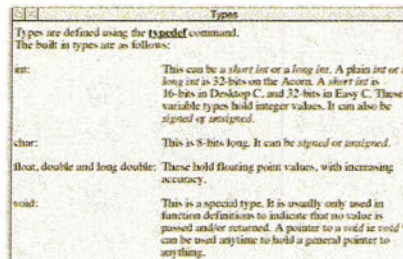 Types
Types are defined using the typedef command.
The built in types are as follows:
int: This can be a short int or a long int. A plain int or a
long int is 32-bits on the Acorn. A short int is
16-bits in Desktop C, and 32-bits in Easy C. These
variable types hold integer values. It can also be
signed or unsigned.
char: This is 8-bits long. It can be signed or unsigned.
float, double and long double: These hold floating point values, with increasing
accuracy.
void: This is a special type. It is usually only used in
function definitions to indicate that no value is
passed and/or returned. A pointer to a void ie void
can be used anytime to hold a general pointer to
anything.